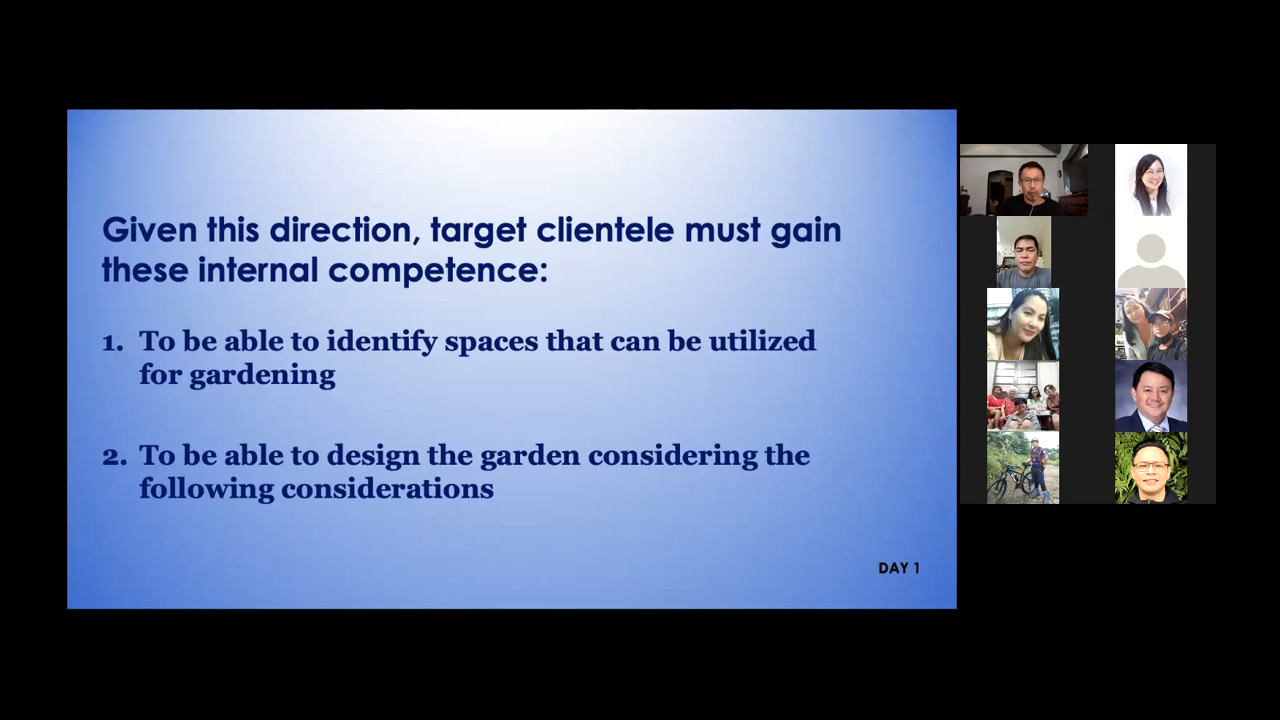 Given this direction, target clientele must gain
these internal competence:
1. To be able to identify spaces that can be utilized
for gardening
2. To be able to design the garden considering the
following considerations
DAY 1